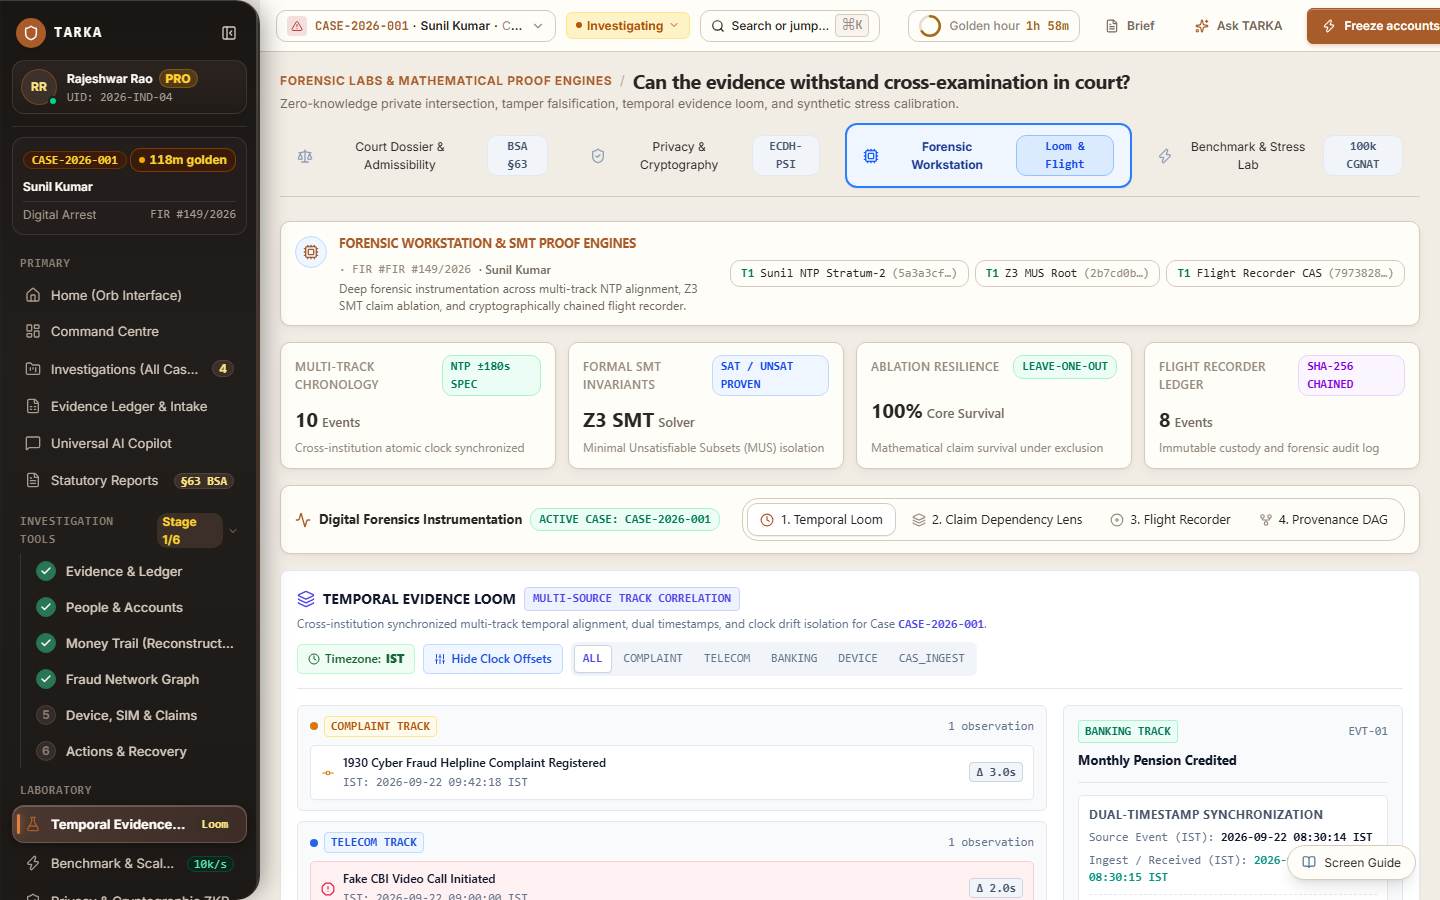 TARKA
RR
Rajeshwar Rao PRO
UID: 2026-IND-04
CASE-2026-001 118m golden
Sunil Kumar
Digital Arrest FIR #149/2026
PRIMARY
Home (Orb Interface)
Command Centre
Investigations (All Cas... 4
Evidence Ledger & Intake
Universal AI Copilot
Statutory Reports §63 BSA
INVESTIGATION TOOLS Stage 1/6
Evidence & Ledger
People & Accounts
Money Trail (Reconstruct...
Fraud Network Graph
5 Device, SIM & Claims
6 Actions & Recovery
LABORATORY
Temporal Evidence... Loom
Benchmark & Scal... 10k/s
CASE-2026-001 · Sunil Kumar · C...
Investigating
Search or jump... ⌘K
Golden hour 1h 58m
Brief
Ask TARKA
Freeze accounts
FORENSIC LABS & MATHEMATICAL PROOF ENGINES / Can the evidence withstand cross-examination in court?
Zero-knowledge private intersection, tamper falsification, temporal evidence loom, and synthetic stress calibration.
Court Dossier & Admissibility BSA §63
Privacy & Cryptography ECDH-PSI
Forensic Workstation Loom & Flight
Benchmark & Stress Lab 100k CGNAT
FORENSIC WORKSTATION & SMT PROOF ENGINES
· FIR #FIR #149/2026 · Sunil Kumar
Deep forensic instrumentation across multi-track NTP alignment, Z3
SMT claim ablation, and cryptographically chained flight recorder.
T1 Sunil NTP Stratum-2 (5a3a3cf…)
T1 Z3 MUS Root (2b7cd0b…)
T1 Flight Recorder CAS (7973828…)
MULTI-TRACK CHRONOLOGY NTP ±180s SPEC
10 Events
Cross-institution atomic clock synchronized
FORMAL SMT INVARIANTS SAT / UNSAT PROVEN
Z3 SMT Solver
Minimal Unsatisfiable Subsets (MUS) isolation
ABLATION RESILIENCE LEAVE-ONE-OUT
100% Core Survival
Mathematical claim survival under exclusion
FLIGHT RECORDER LEDGER SHA-256 CHAINED
8 Events
Immutable custody and forensic audit log
Digital Forensics Instrumentation ACTIVE CASE: CASE-2026-001
1. Temporal Loom
2. Claim Dependency Lens
3. Flight Recorder
4. Provenance DAG
TEMPORAL EVIDENCE LOOM MULTI-SOURCE TRACK CORRELATION
Cross-institution synchronized multi-track temporal alignment, dual timestamps, and clock drift isolation for Case CASE-2026-001.
Timezone: IST
Hide Clock Offsets
ALL COMPLAINT TELECOM BANKING DEVICE CAS_INGEST
COMPLAINT TRACK 1 observation
1930 Cyber Fraud Helpline Complaint Registered
IST: 2026-09-22 09:42:18 IST
Δ 3.0s
TELECOM TRACK 1 observation
Fake CBI Video Call Initiated
IST: 2026-09-22 09:00:00 IST
Δ 2.0s
BANKING TRACK EVT-01
Monthly Pension Credited
DUAL-TIMESTAMP SYNCHRONIZATION
Source Event (IST): 2026-09-22 08:30:14 IST
Ingest / Received (IST): 2026-
08:30:15 IST
Screen Guide